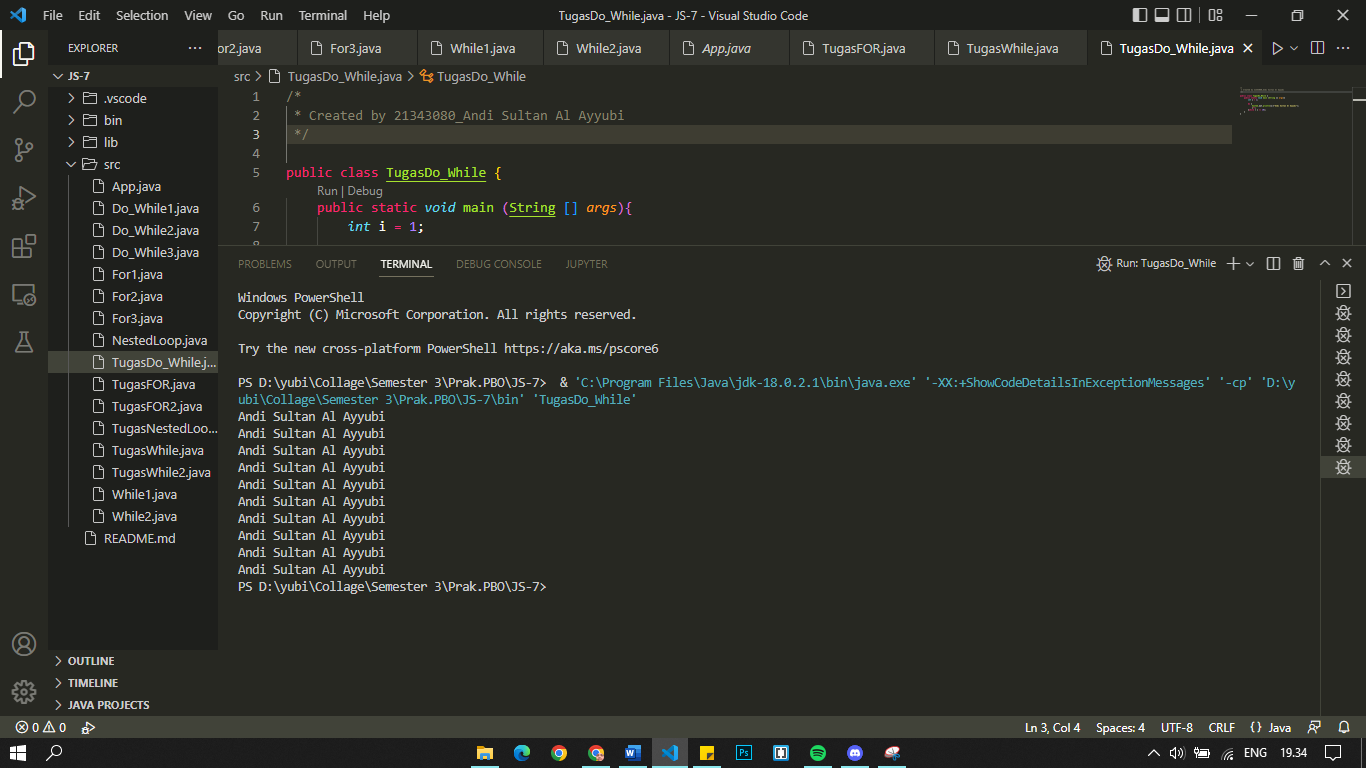 File Edit Selection View Go Run Terminal Help
TugasDo_While.java - JS-7 - Visual Studio Code
EXPLORER
or2.java For3.java While1.java While2.java App.java TugasFOR.java TugasWhile.java TugasDo_While.java
JS-7
.vscode
bin
lib
src
App.java
Do_While1.java
Do_While2.java
Do_While3.java
For1.java
For2.java
For3.java
NestedLoop.java
TugasDo_While.j...
TugasFOR.java
TugasFOR2.java
TugasNestedLoo...
TugasWhile.java
TugasWhile2.java
While1.java
While2.java
README.md
OUTLINE
TIMELINE
JAVA PROJECTS
src > TugasDo_While.java > TugasDo_While
1 /*
2 * Created by 21343080_Andi Sultan Al Ayyubi
3 */
4
5 public class TugasDo_While {
Run | Debug
6 public static void main (String [] args){
7 int i = 1;
8
PROBLEMS OUTPUT TERMINAL DEBUG CONSOLE JUPYTER
Run: TugasDo_While
Windows PowerShell
Copyright (C) Microsoft Corporation. All rights reserved.
Try the new cross-platform PowerShell https://aka.ms/pscore6
PS D:\yubi\Collage\Semester 3\Prak.PBO\JS-7> & 'C:\Program Files\Java\jdk-18.0.2.1\bin\java.exe' '-XX:+ShowCodeDetailsInExceptionMessages' '-cp' 'D:\y
ubi\Collage\Semester 3\Prak.PBO\JS-7\bin' 'TugasDo_While'
Andi Sultan Al Ayyubi
Andi Sultan Al Ayyubi
Andi Sultan Al Ayyubi
Andi Sultan Al Ayyubi
Andi Sultan Al Ayyubi
Andi Sultan Al Ayyubi
Andi Sultan Al Ayyubi
Andi Sultan Al Ayyubi
Andi Sultan Al Ayyubi
Andi Sultan Al Ayyubi
PS D:\yubi\Collage\Semester 3\Prak.PBO\JS-7>
0 0
Ln 3, Col 4 Spaces: 4 UTF-8 CRLF { } Java
ENG 19.34